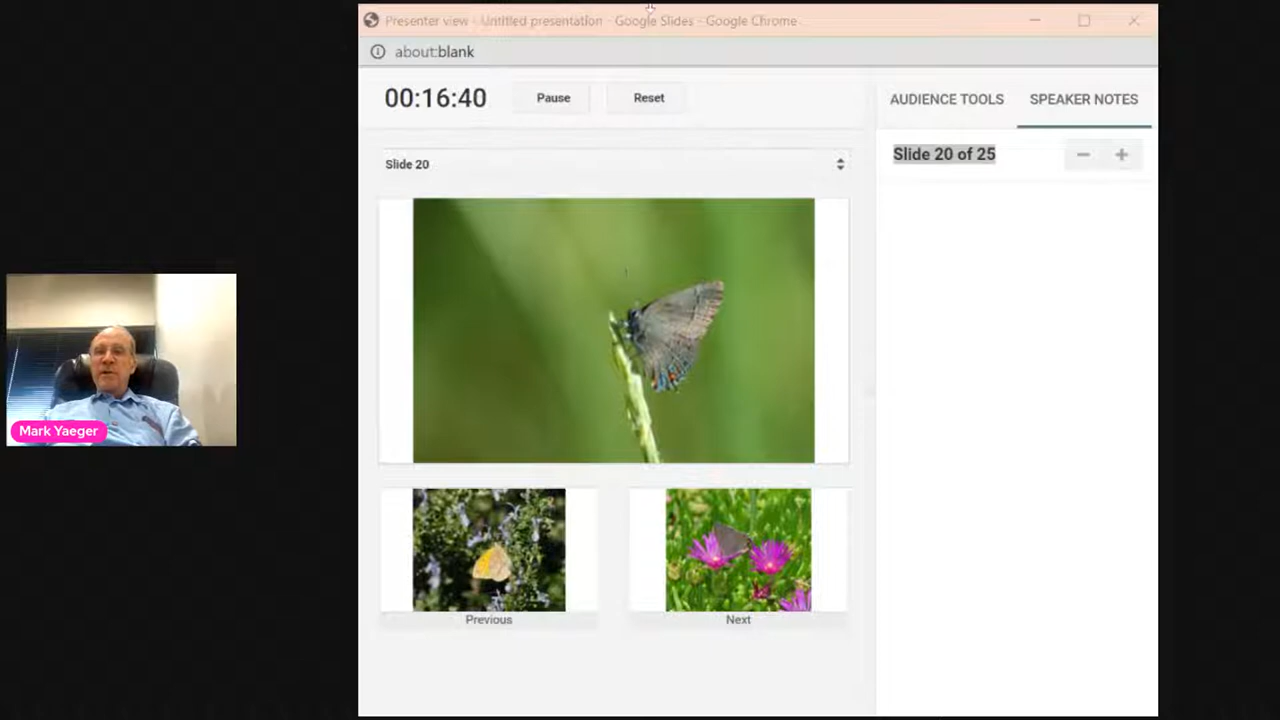 Presenter view - Untitled presentation - Google Slides - Google Chrome
about:blank
00:16:40
Pause
Reset
AUDIENCE TOOLS
SPEAKER NOTES
Slide 20
Slide 20 of 25
Mark Yaeger
Previous
Next